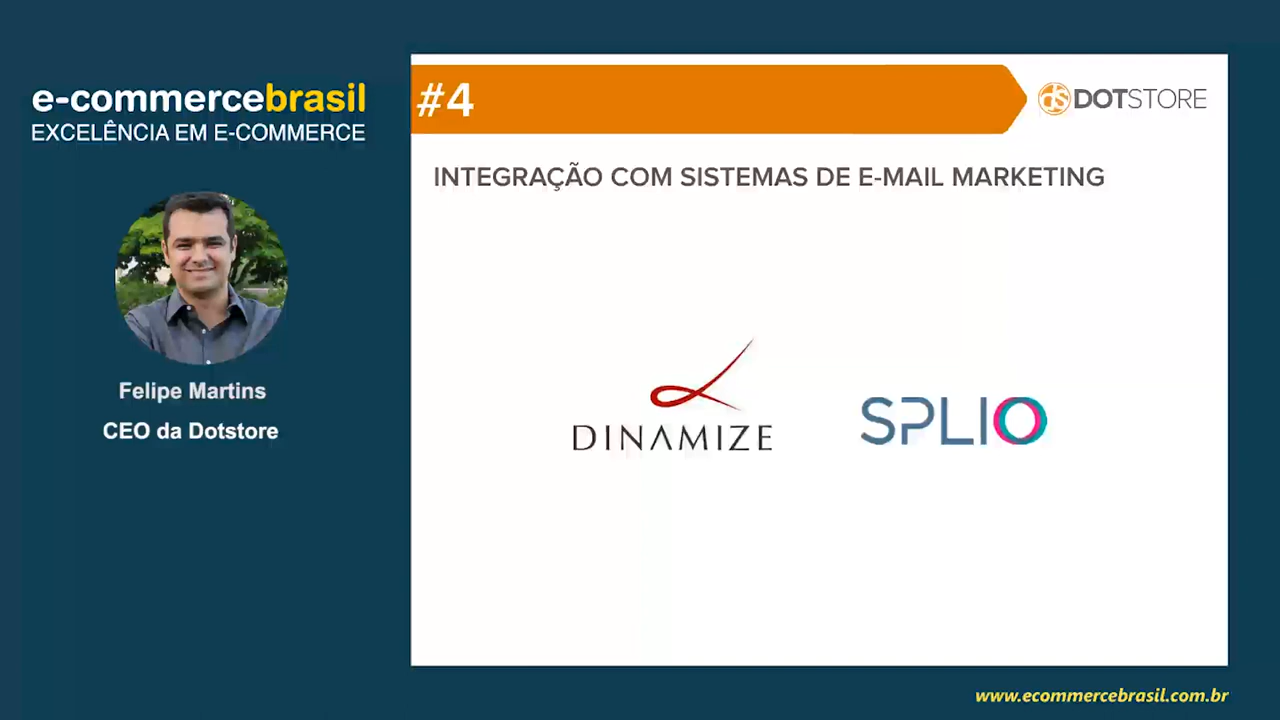 e-commercebrasil
EXCELÊNCIA EM E-COMMERCE
Felipe Martins
CEO da Dotstore
#4
ds DOTSTORE
INTEGRAÇÃO COM SISTEMAS DE E-MAIL MARKETING
DINAMIZE
SPLIO
www.ecommercebrasil.com.br